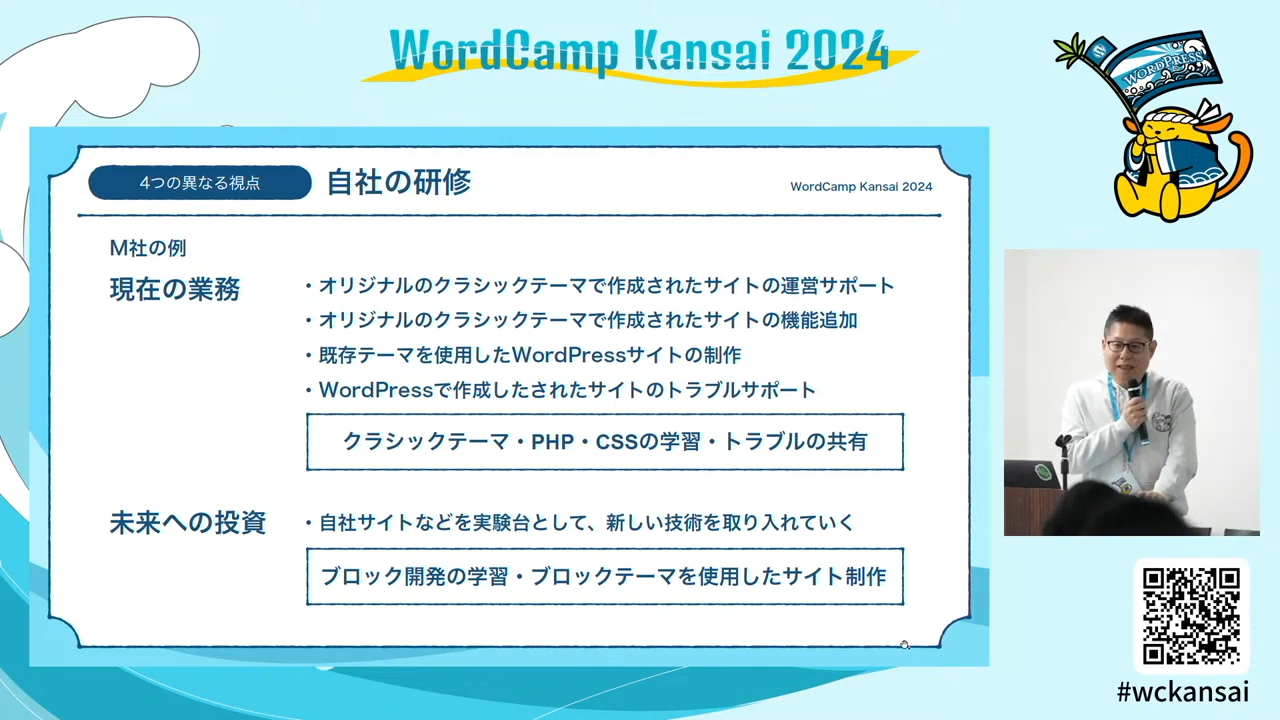 WordCamp Kansai 2024
WORDPRESS
4つの異なる視点
自社の研修
WordCamp Kansai 2024
M社の例
現在の業務
・オリジナルのクラシックテーマで作成されたサイトの運営サポート
・オリジナルのクラシックテーマで作成されたサイトの機能追加
・既存テーマを使用したWordPressサイトの制作
・WordPressで作成したされたサイトのトラブルサポート
クラシックテーマ・PHP・CSSの学習・トラブルの共有
未来への投資
・自社サイトなどを実験台として、新しい技術を取り入れていく
ブロック開発の学習・ブロックテーマを使用したサイト制作
#wckansai